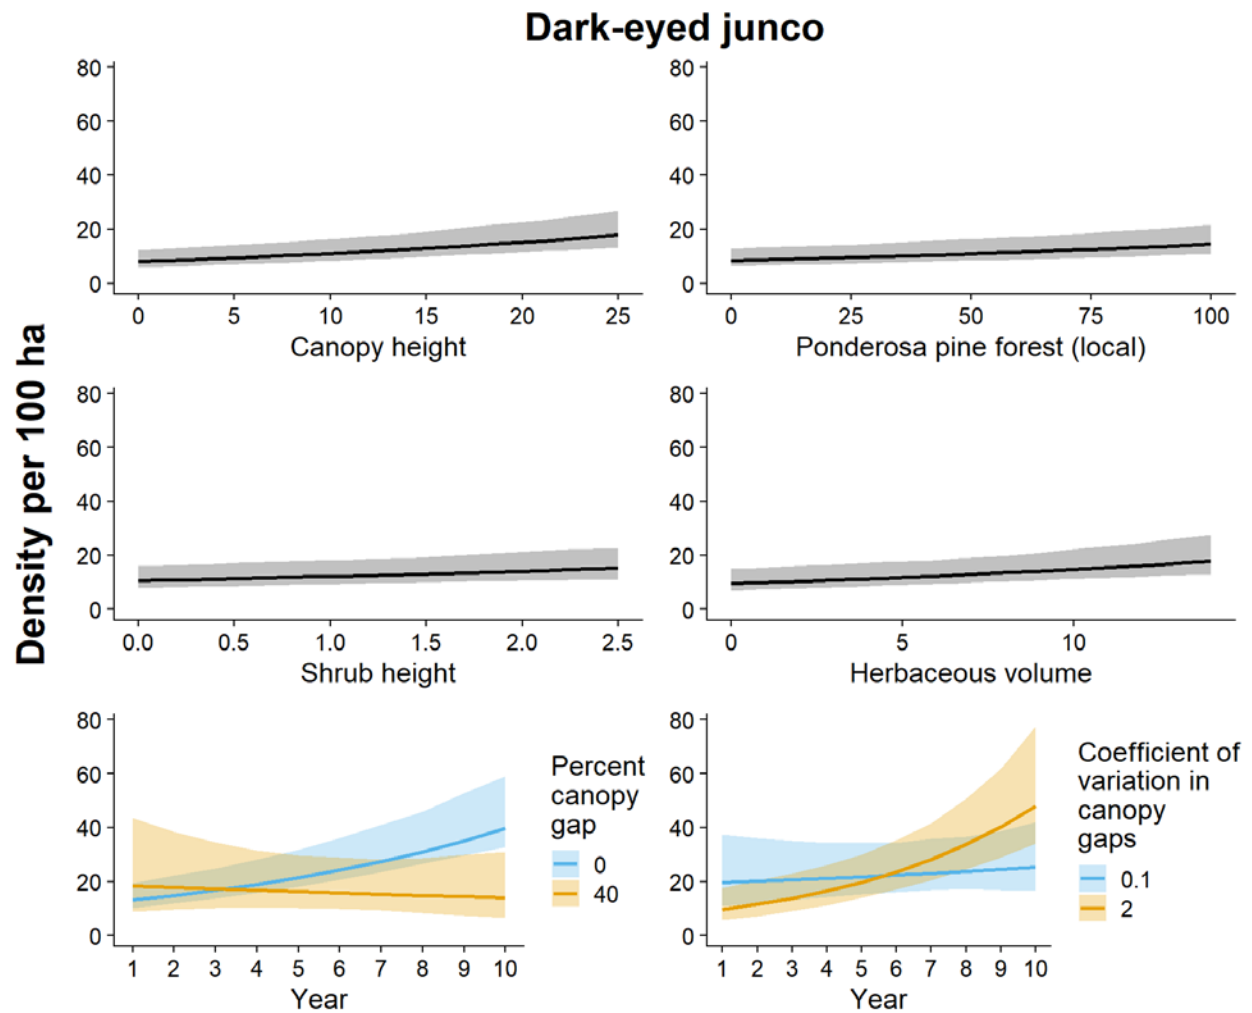 Dark-eyed junco
Density per 100 ha
80
60
40
20
0
0 5 10 15 20 25
Canopy height
80
60
40
20
0
0 25 50 75 100
Ponderosa pine forest (local)
80
60
40
20
0
0.0 0.5 1.0 1.5 2.0 2.5
Shrub height
80
60
40
20
0
0 5 10
Herbaceous volume
80
60
40
20
0
1 2 3 4 5 6 7 8 9 10
Year
Percent
canopy
gap
0
40
80
60
40
20
0
1 2 3 4 5 6 7 8 9 10
Year
Coefficient of
variation in
canopy
gaps
0.1
2